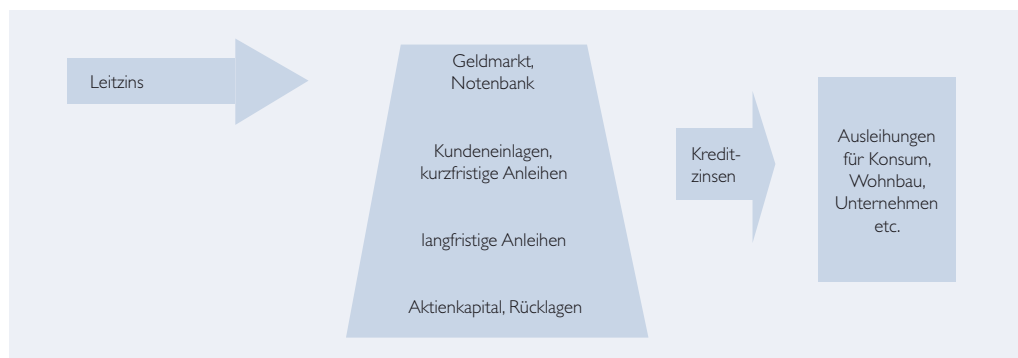 Leitzins
Geldmarkt,
Notenbank
Kundeneinlagen,
kurzfristige Anleihen
langfristige Anleihen
Aktienkapital, Rücklagen
Kredit-
zinsen
Ausleihungen
für Konsum,
Wohnbau,
Unternehmen
etc.